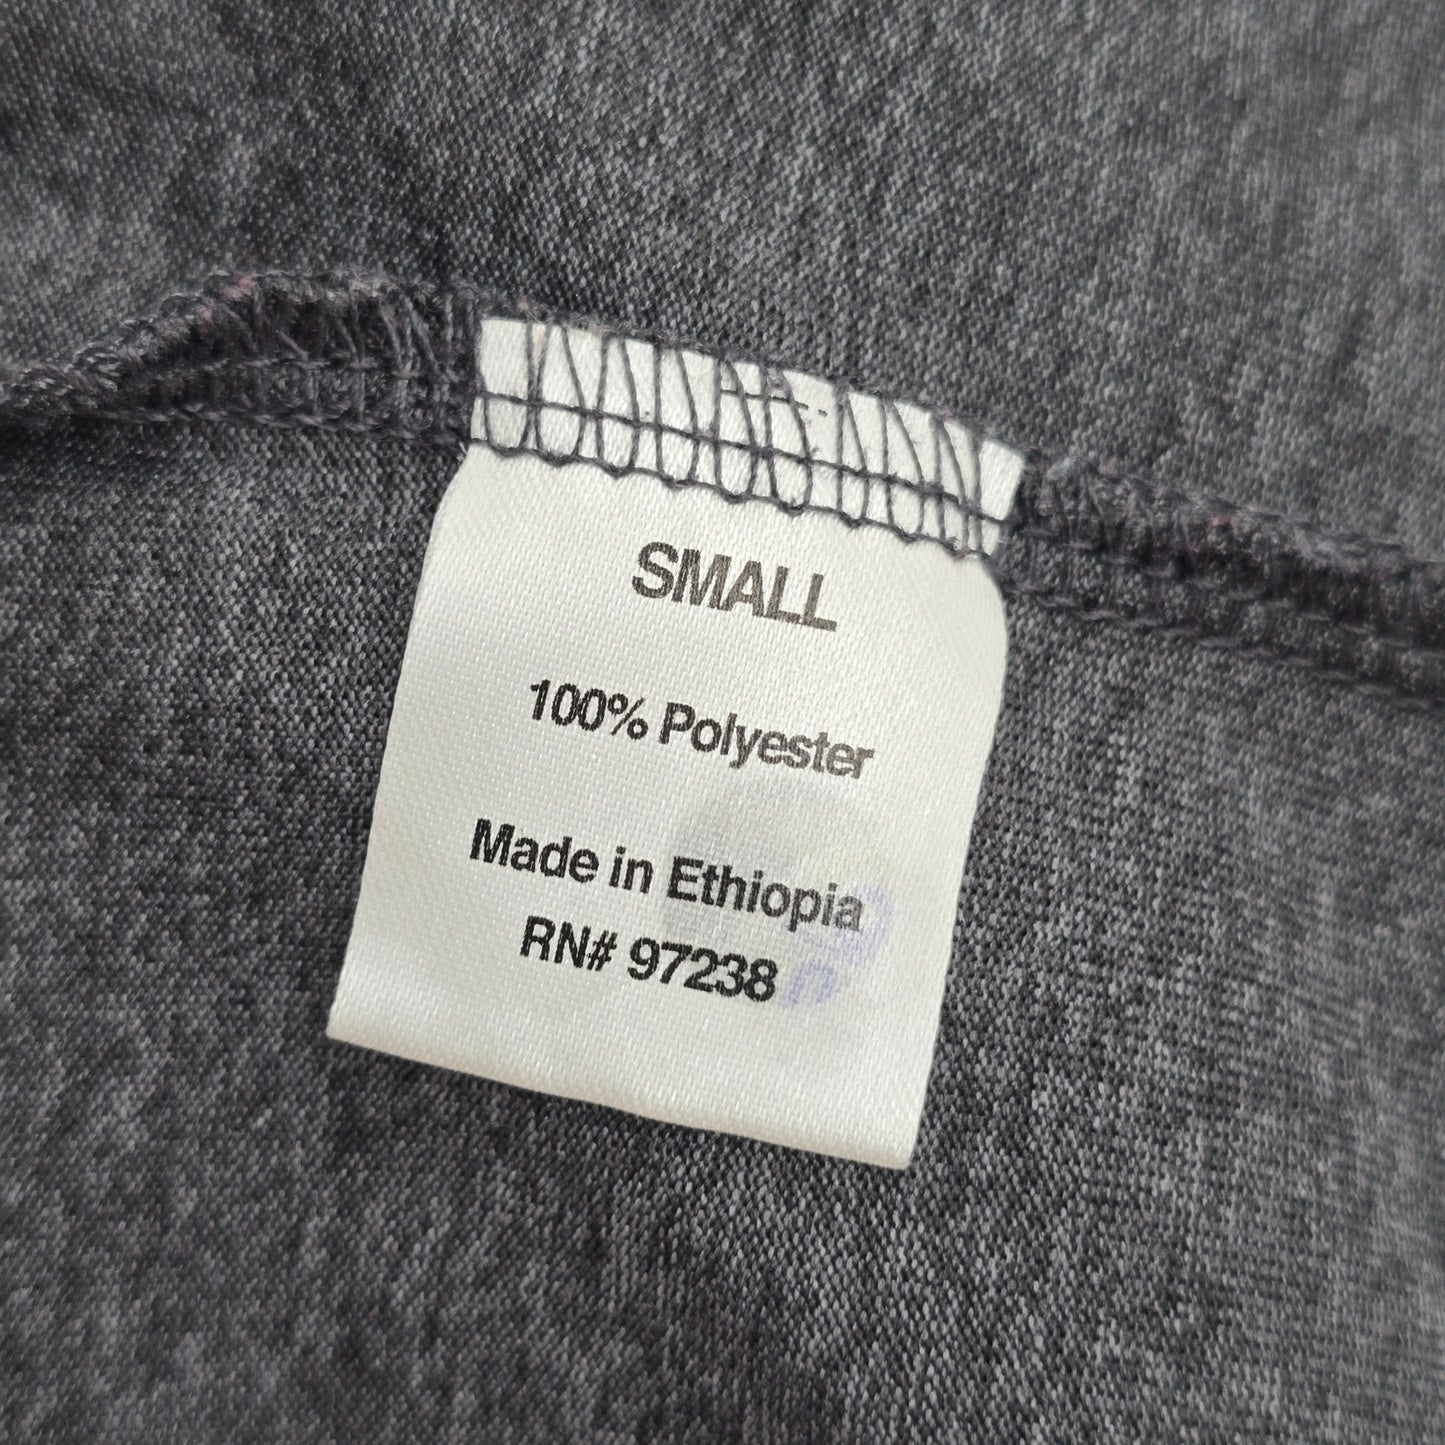 SMALL
100% Polyester
Made in Ethiopia
RN# 97238